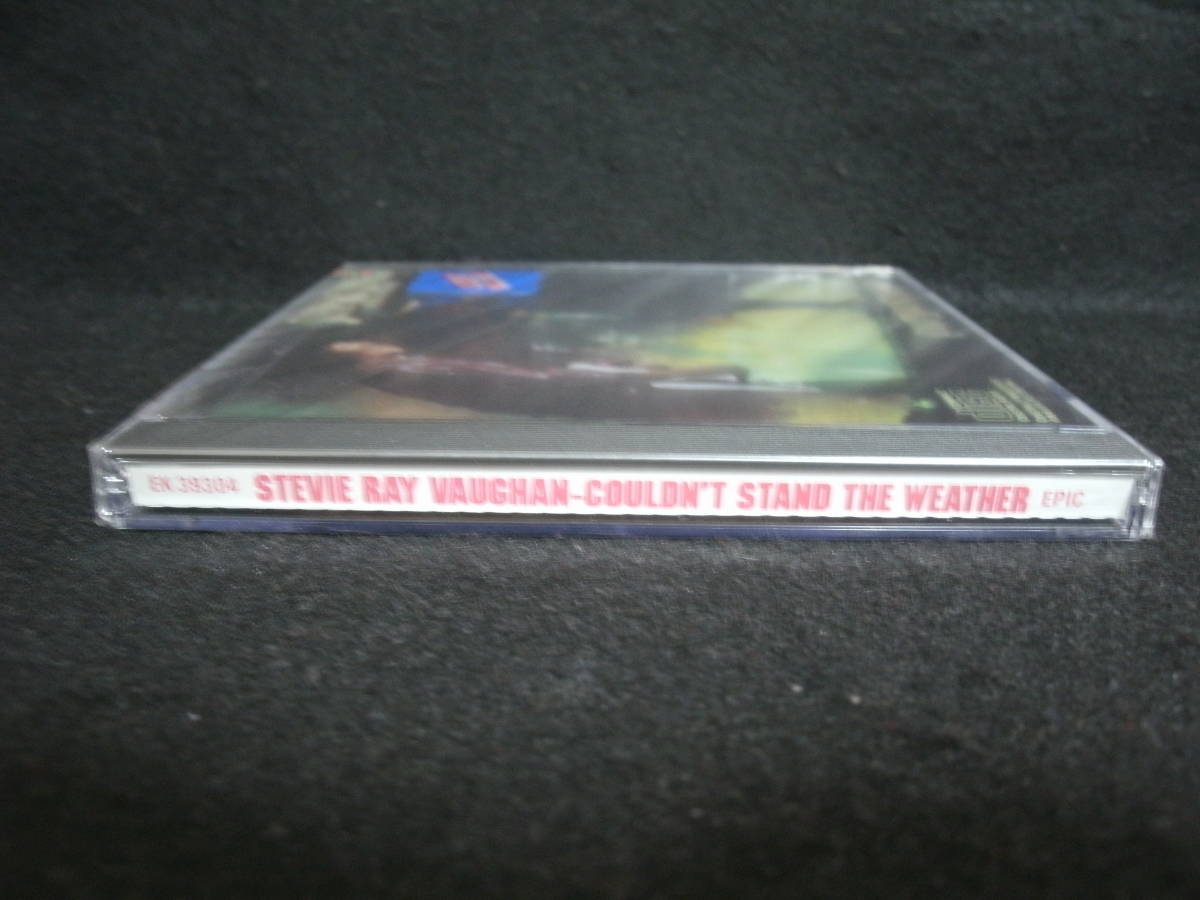 EK 39304 STEVIE RAY VAUGHAN-COULDN'T STAND THE WEATHER EPIC